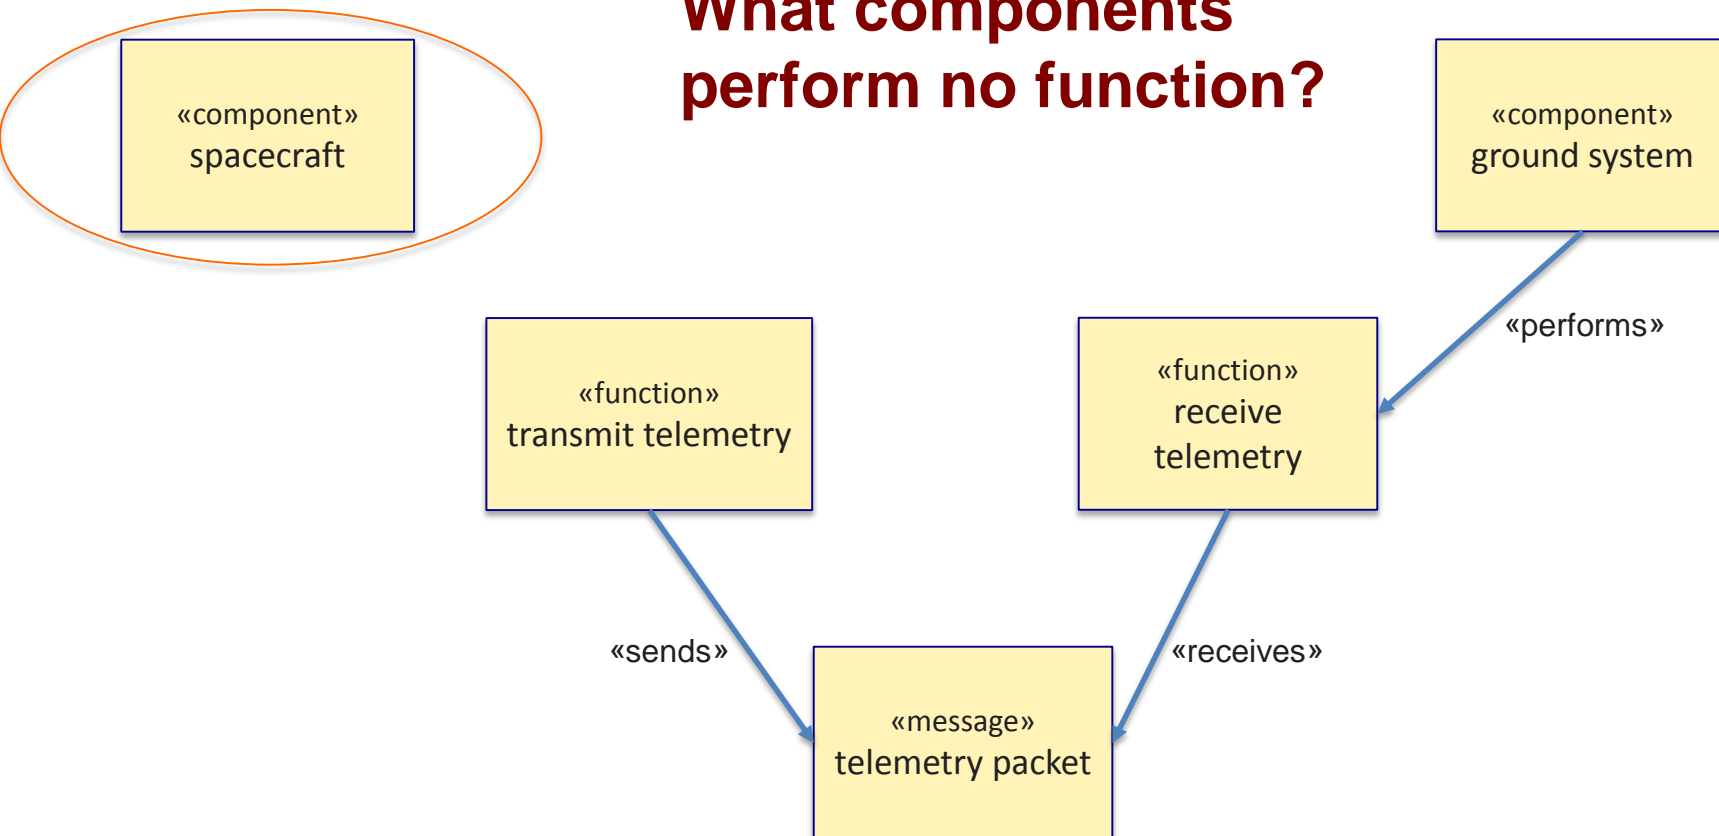 What components
perform no function?
«component»
spacecraft
«component»
ground system
«performs»
«function»
transmit telemetry
«function»
receive
telemetry
«sends»
«receives»
«message»
telemetry packet